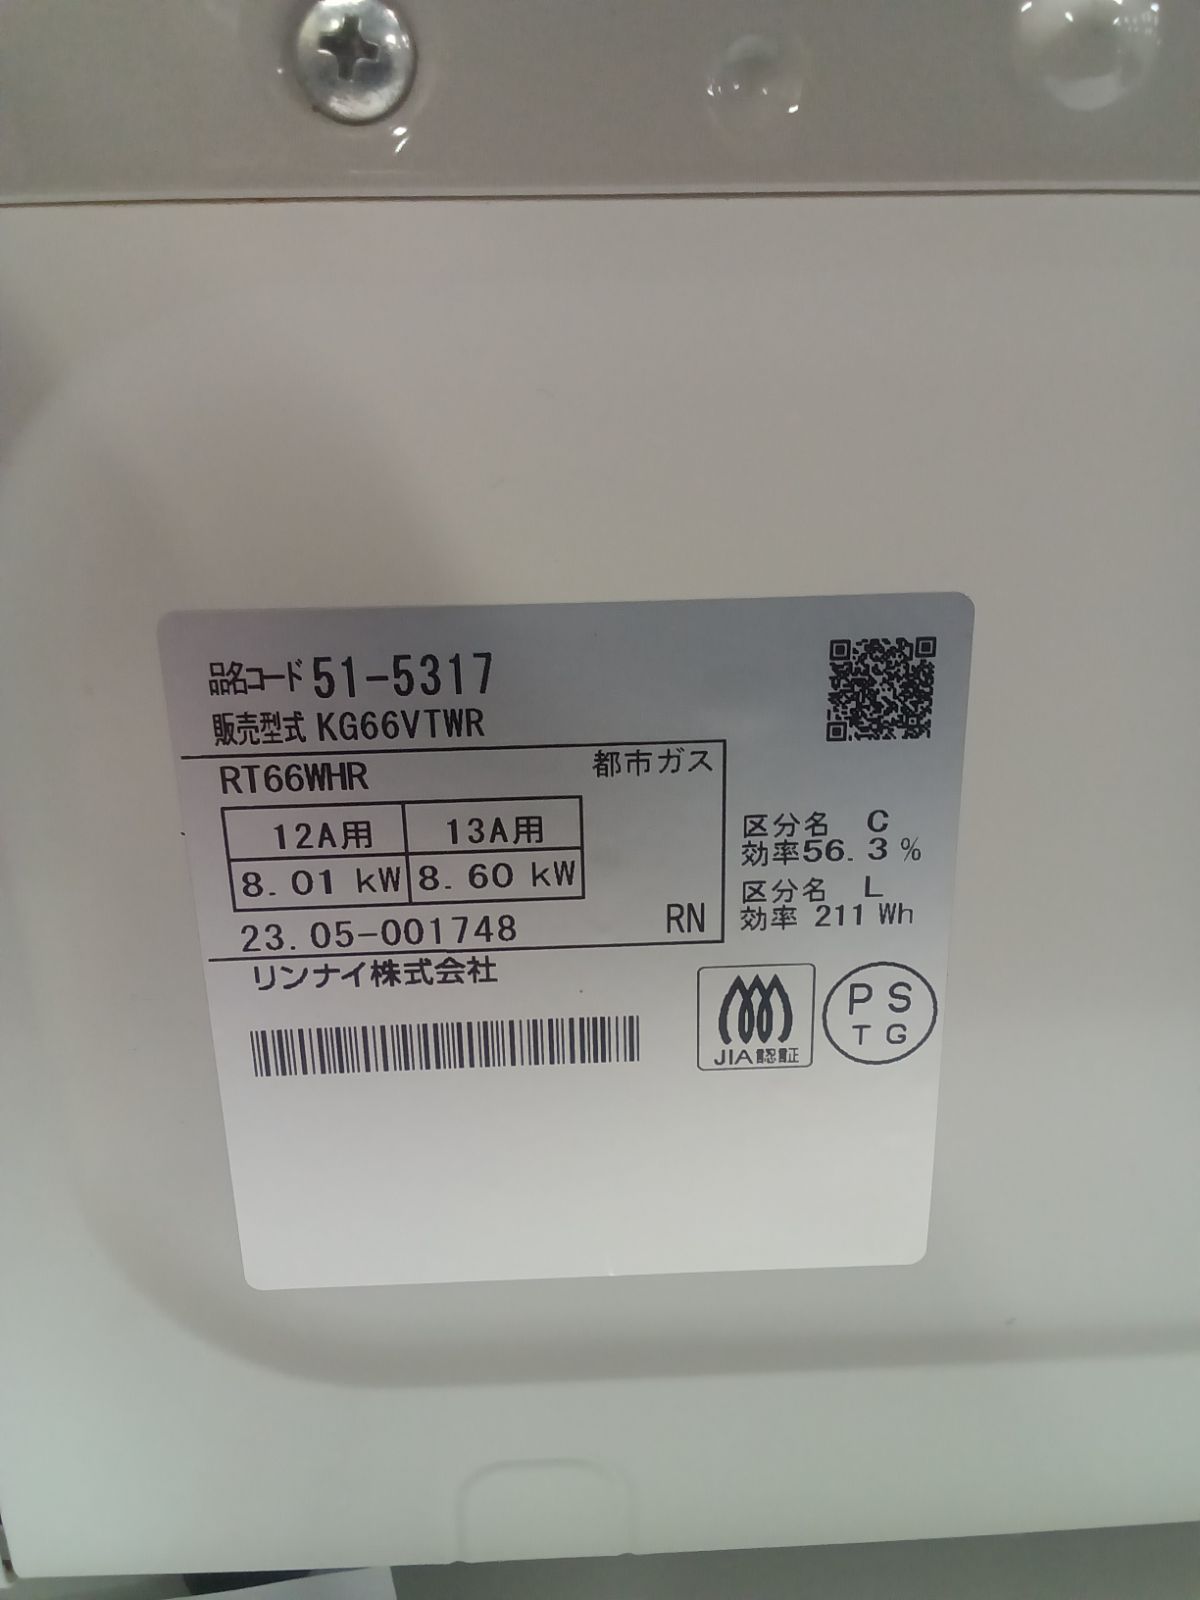 品名コード 51-5317
販売型式 KG66VTWR
RT66WHR 都市ガス
12A用 13A用
8.01 kW 8.60 kW
23.05-001748 RN
リンナイ株式会社
区分名 C
効率56.3 %
区分名 L
効率 211 Wh
JIA認証
PS
TG